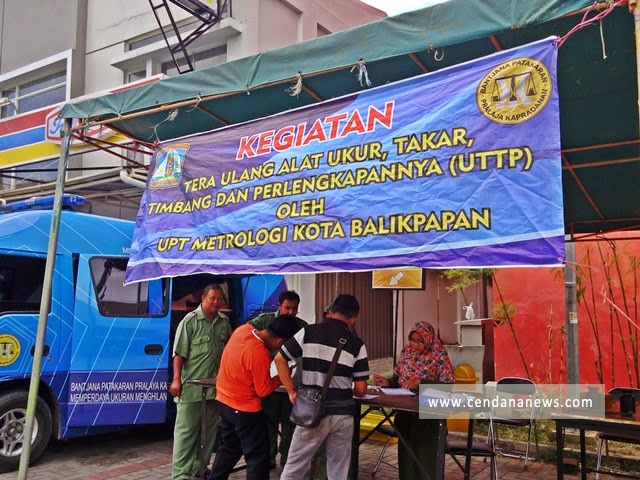 KEGIATAN
TERA ULANG ALAT UKUR, TAKAR,
TIMBANG DAN PERLENGKAPANNYA (UTTP)
OLEH
UPT METROLOGI KOTA BALIKPAPAN
BANTJANA PATAKARAN
PRALAJA KAPRADANAN
BANTJANA PATAKARAN PRALAYA KA
MEMPERDAYA UKURAN MENGHILAN
www.cendananews.com